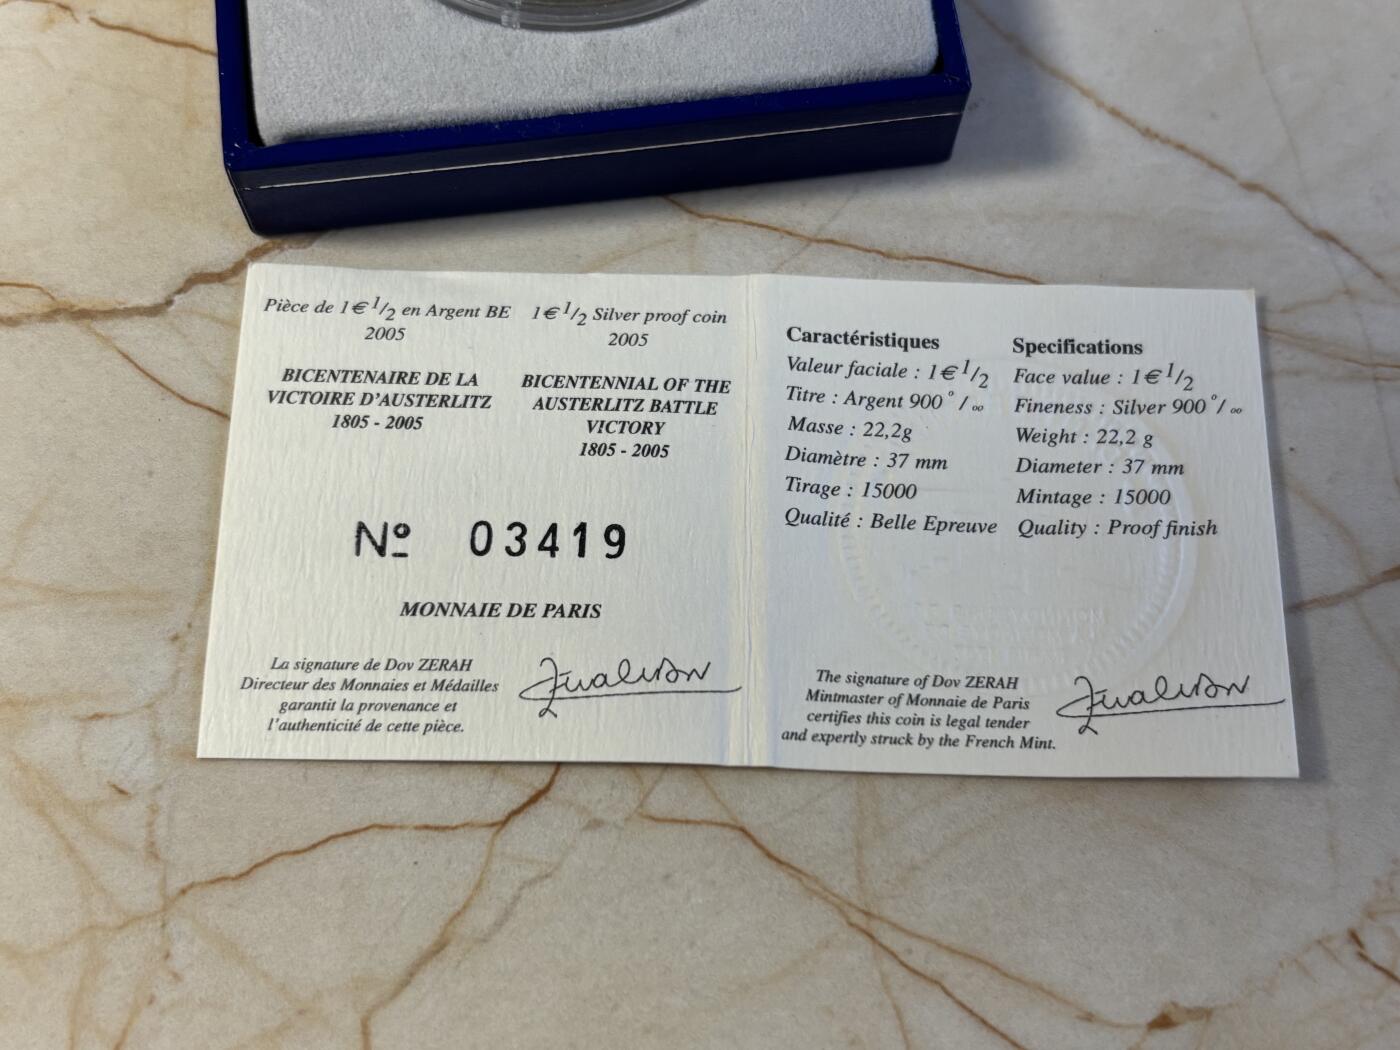 Pièce de 1€ 1/2 en Argent BE
2005
1€ 1/2 Silver proof coin
2005
BICENTENAIRE DE LA
VICTOIRE D'AUSTERLITZ
1805 - 2005
BICENTENNIAL OF THE
AUSTERLITZ BATTLE
VICTORY
1805 - 2005
Nº 03419
MONNAIE DE PARIS
La signature de Dov ZERAH
Directeur des Monnaies et Médailles
garantit la provenance et
l'authenticité de cette pièce.
Caractéristiques
Valeur faciale : 1€ 1/2
Titre : Argent 900 °/∞
Masse : 22,2g
Diamètre : 37 mm
Tirage : 15000
Qualité : Belle Epreuve
Specifications
Face value : 1€ 1/2
Fineness : Silver 900 °/∞
Weight : 22,2 g
Diameter : 37 mm
Mintage : 15000
Quality : Proof finish
The signature of Dov ZERAH
Mintmaster of Monnaie de Paris
certifies this coin is legal tender
and expertly struck by the French Mint.